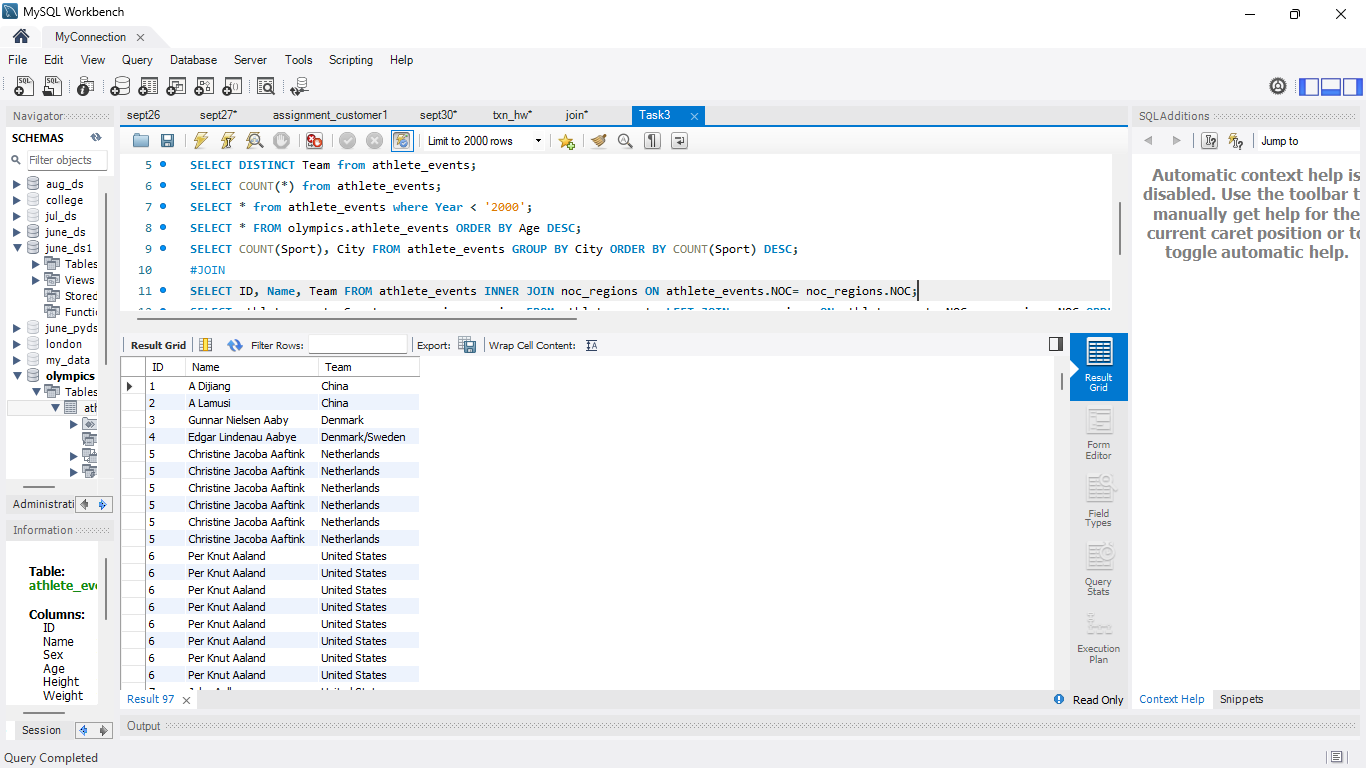 MySQL Workbench
MyConnection
File Edit View Query Database Server Tools Scripting Help
Navigator
SCHEMAS
Filter objects
aug_ds
college
jul_ds
june_ds
june_ds1
Tables
Views
Stored
Functi
june_pyds
london
my_data
olympics
Tables
ath
Administrati
Information
Table:
athlete_eve
Columns:
ID
Name
Sex
Age
Height
Weight
Session
Query Completed
sept26 sept27* assignment_customer1 sept30* txn_hw* join* Task3
Limit to 2000 rows
5 SELECT DISTINCT Team from athlete_events;
6 SELECT COUNT(*) from athlete_events;
7 SELECT * from athlete_events where Year < '2000';
8 SELECT * FROM olympics.athlete_events ORDER BY Age DESC;
9 SELECT COUNT(Sport), City FROM athlete_events GROUP BY City ORDER BY COUNT(Sport) DESC;
10 #JOIN
11 SELECT ID, Name, Team FROM athlete_events INNER JOIN noc_regions ON athlete_events.NOC= noc_regions.NOC;
Result Grid Filter Rows: Export: Wrap Cell Content:
ID Name Team
1 A Dijiang China
2 A Lamusi China
3 Gunnar Nielsen Aaby Denmark
4 Edgar Lindenau Aabye Denmark/Sweden
5 Christine Jacoba Aaftink Netherlands
5 Christine Jacoba Aaftink Netherlands
5 Christine Jacoba Aaftink Netherlands
5 Christine Jacoba Aaftink Netherlands
5 Christine Jacoba Aaftink Netherlands
5 Christine Jacoba Aaftink Netherlands
6 Per Knut Aaland United States
6 Per Knut Aaland United States
6 Per Knut Aaland United States
6 Per Knut Aaland United States
6 Per Knut Aaland United States
6 Per Knut Aaland United States
6 Per Knut Aaland United States
6 Per Knut Aaland United States
Result 97
Read Only
Output
Result
Grid
Form
Editor
Field
Types
Query
Stats
Execution
Plan
SQLAdditions
Jump to
Automatic context help is
disabled. Use the toolbar t
manually get help for the
current caret position or to
toggle automatic help.
Context Help Snippets